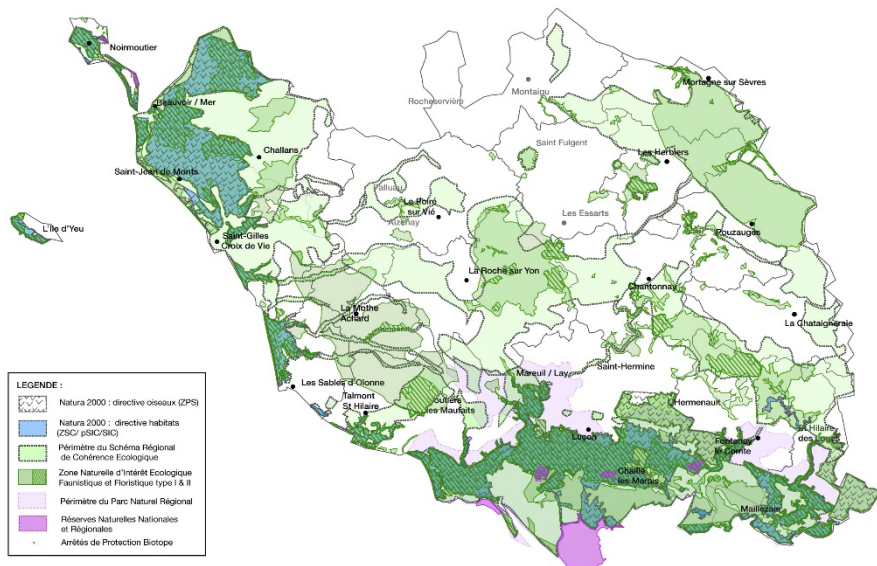 Noirmoutier
Mortagne sur Sèvres
Montaigu
Rocheservière
Beauvoir / Mer
Saint Fulgent
Challans
Les Herbiers
Saint-Jean de Monts
Palluau
Le Poiré
sur Vié
Aizenay
Les Essarts
L'île d'Yeu
Pouzauges
Saint-Gilles
Croix de Vie
La Roche sur Yon
Chantonnay
La Mothe
Achard
La Chataigneraie
Saint-Hermine
Mareuil / Lay
Les Sables d'Olonne
Talmont
St Hilaire
Moutiers
les Maufaits
L'Hermenault
Luçon
St Hilaire
des Loges
Fontenay
le Comte
Chaillé
les Marais
Maillezais
LEGENDE :
Natura 2000 : directive oiseaux (ZPS)
Natura 2000 : directive habitats
(ZSC/ pSIC/SIC)
Périmètre du Schéma Régional
de Cohérence Ecologique
Zone Naturelle d'Intérêt Ecologique
Faunistique et Floristique type I & II
Périmètre du Parc Naturel Régional
Réserves Naturelles Nationales
et Régionales
Arrêtés de Protection Biotope